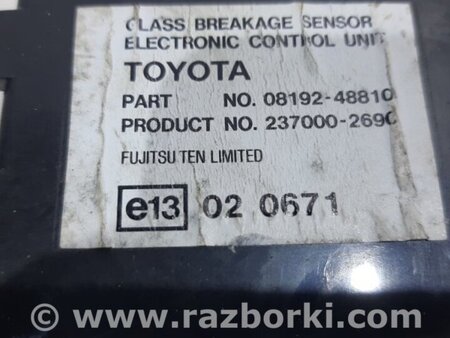 GLASS BREAKAGE SENSOR
ELECTRONIC CONTROL UNIT
TOYOTA
PART NO. 08192-48810
PRODUCT NO. 237000-2690
FUJITSU TEN LIMITED
e13 02 0671
© www.razborki.com